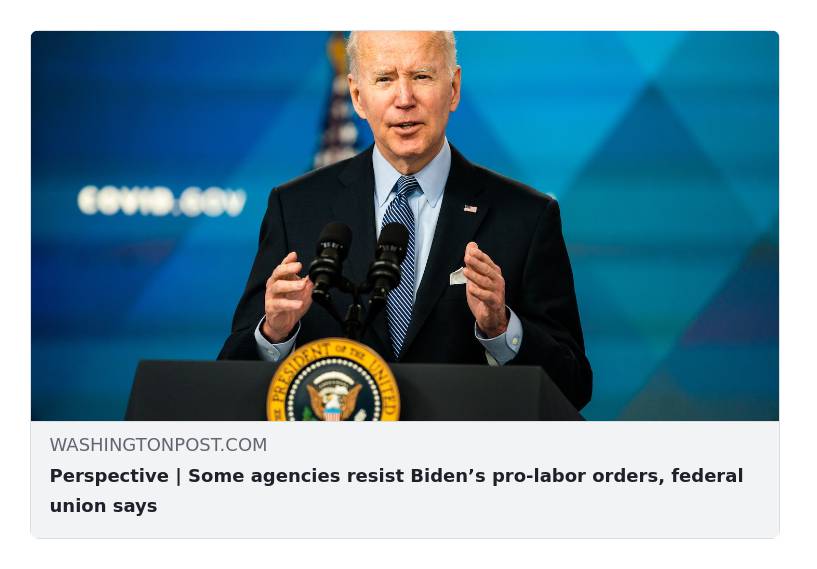 COVID.GOV
PRESIDENT OF THE UNITED
WASHINGTONPOST.COM
Perspective | Some agencies resist Biden’s pro-labor orders, federal
union says